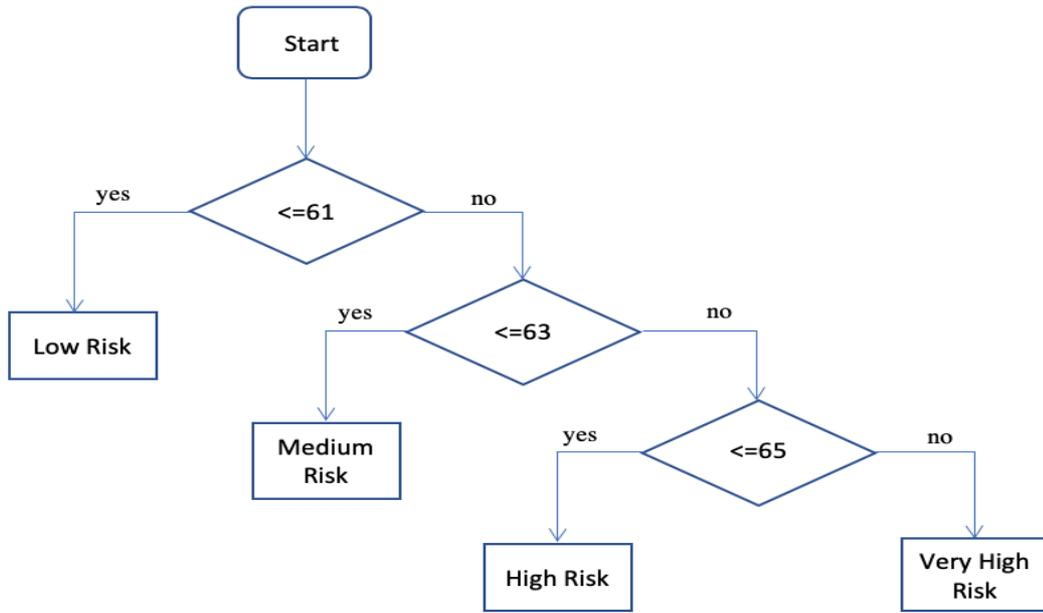 Start
yes
<=61
no
Low Risk
yes
<=63
no
Medium
Risk
yes
<=65
no
High Risk
Very High
Risk